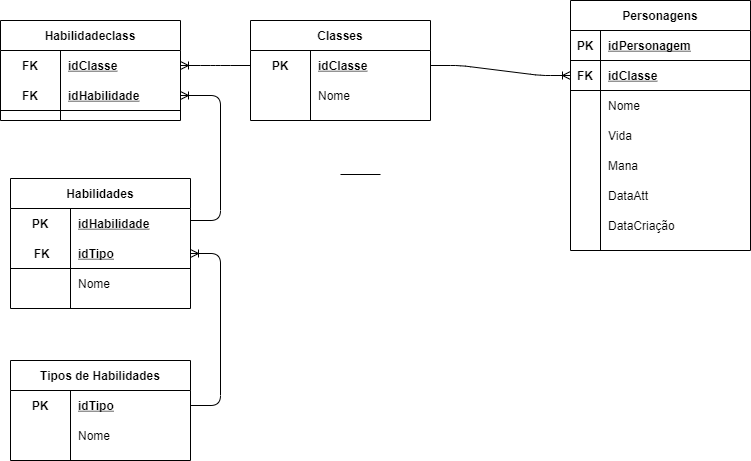 Habilidadeclass
FK idClasse
FK idHabilidade
Classes
PK idClasse
Nome
Personagens
PK idPersonagem
FK idClasse
Nome
Vida
Mana
DataAtt
DataCriação
Habilidades
PK idHabilidade
FK idTipo
Nome
Tipos de Habilidades
PK idTipo
Nome